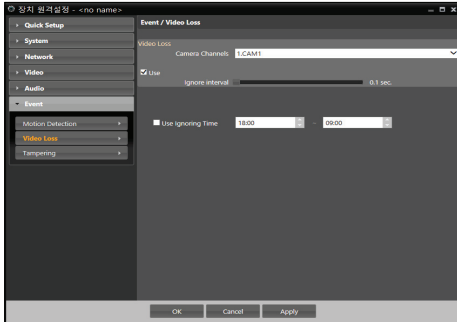 장치 원격설정 - <no name>
Quick Setup
System
Network
Video
Audio
Event
Motion Detection
Video Loss
Tampering
Event / Video Loss
Video Loss
Camera Channels 1.CAM1
Use
Ignore interval 0.1 sec.
Use Ignoring Time 18:00 ~ 09:00
OK Cancel Apply